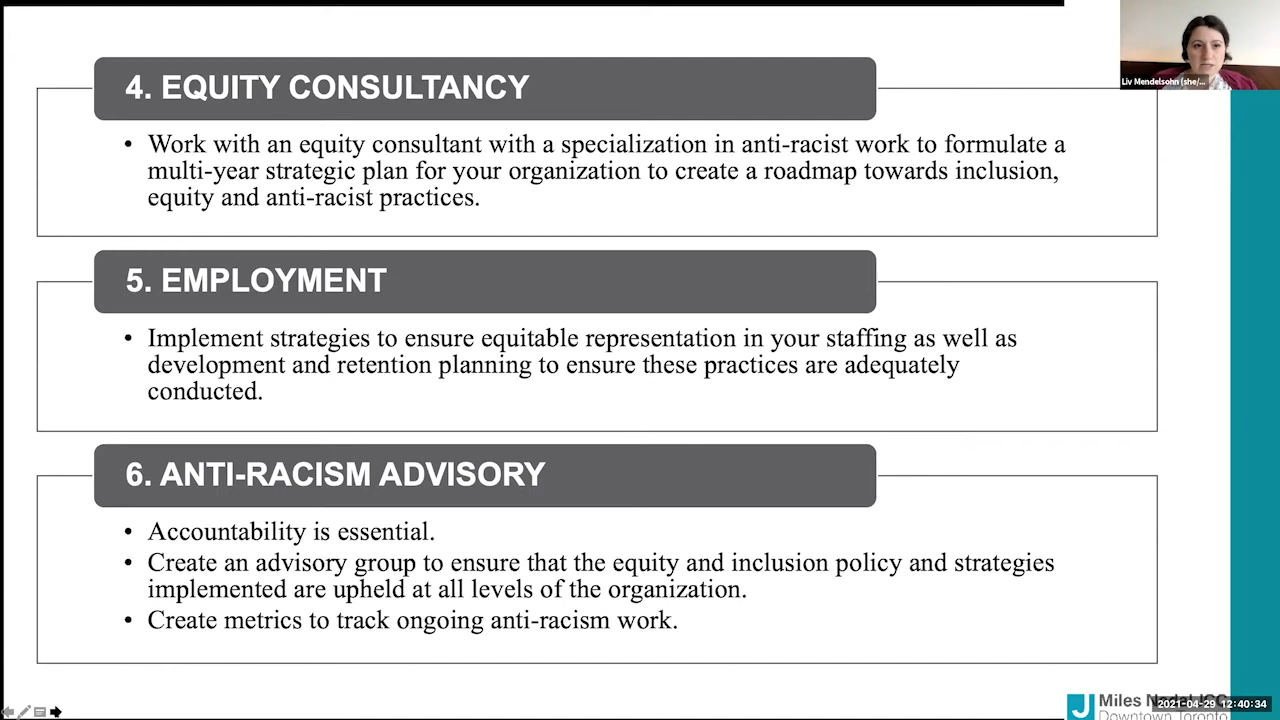 Liv Mendelsohn (she/...
4. EQUITY CONSULTANCY
• Work with an equity consultant with a specialization in anti-racist work to formulate a
multi-year strategic plan for your organization to create a roadmap towards inclusion,
equity and anti-racist practices.
5. EMPLOYMENT
• Implement strategies to ensure equitable representation in your staffing as well as
development and retention planning to ensure these practices are adequately
conducted.
6. ANTI-RACISM ADVISORY
• Accountability is essential.
• Create an advisory group to ensure that the equity and inclusion policy and strategies
implemented are upheld at all levels of the organization.
• Create metrics to track ongoing anti-racism work.
J Miles Nadal JCC
Downtown Toronto
2021-04-29 12:40:34